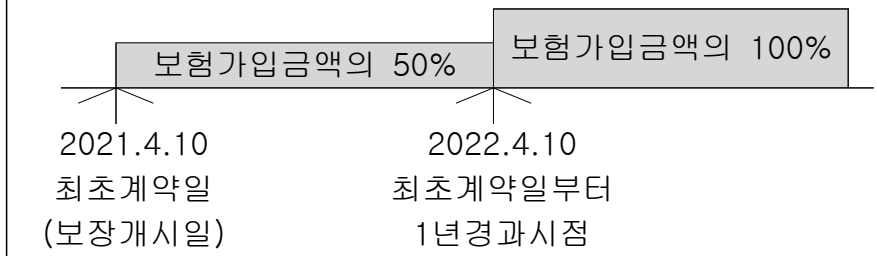 보험가입금액의 50%
보험가입금액의 100%
2021.4.10
최초계약일
(보장개시일)
2022.4.10
최초계약일부터
1년경과시점